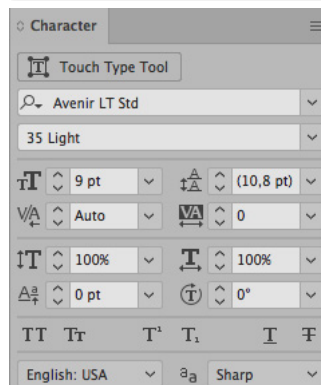 Character
Touch Type Tool
Avenir LT Std
35 Light
9 pt (10,8 pt)
Auto 0
100% 100%
0 pt 0°
TT Tt T¹ T₁ T T
English: USA aa Sharp